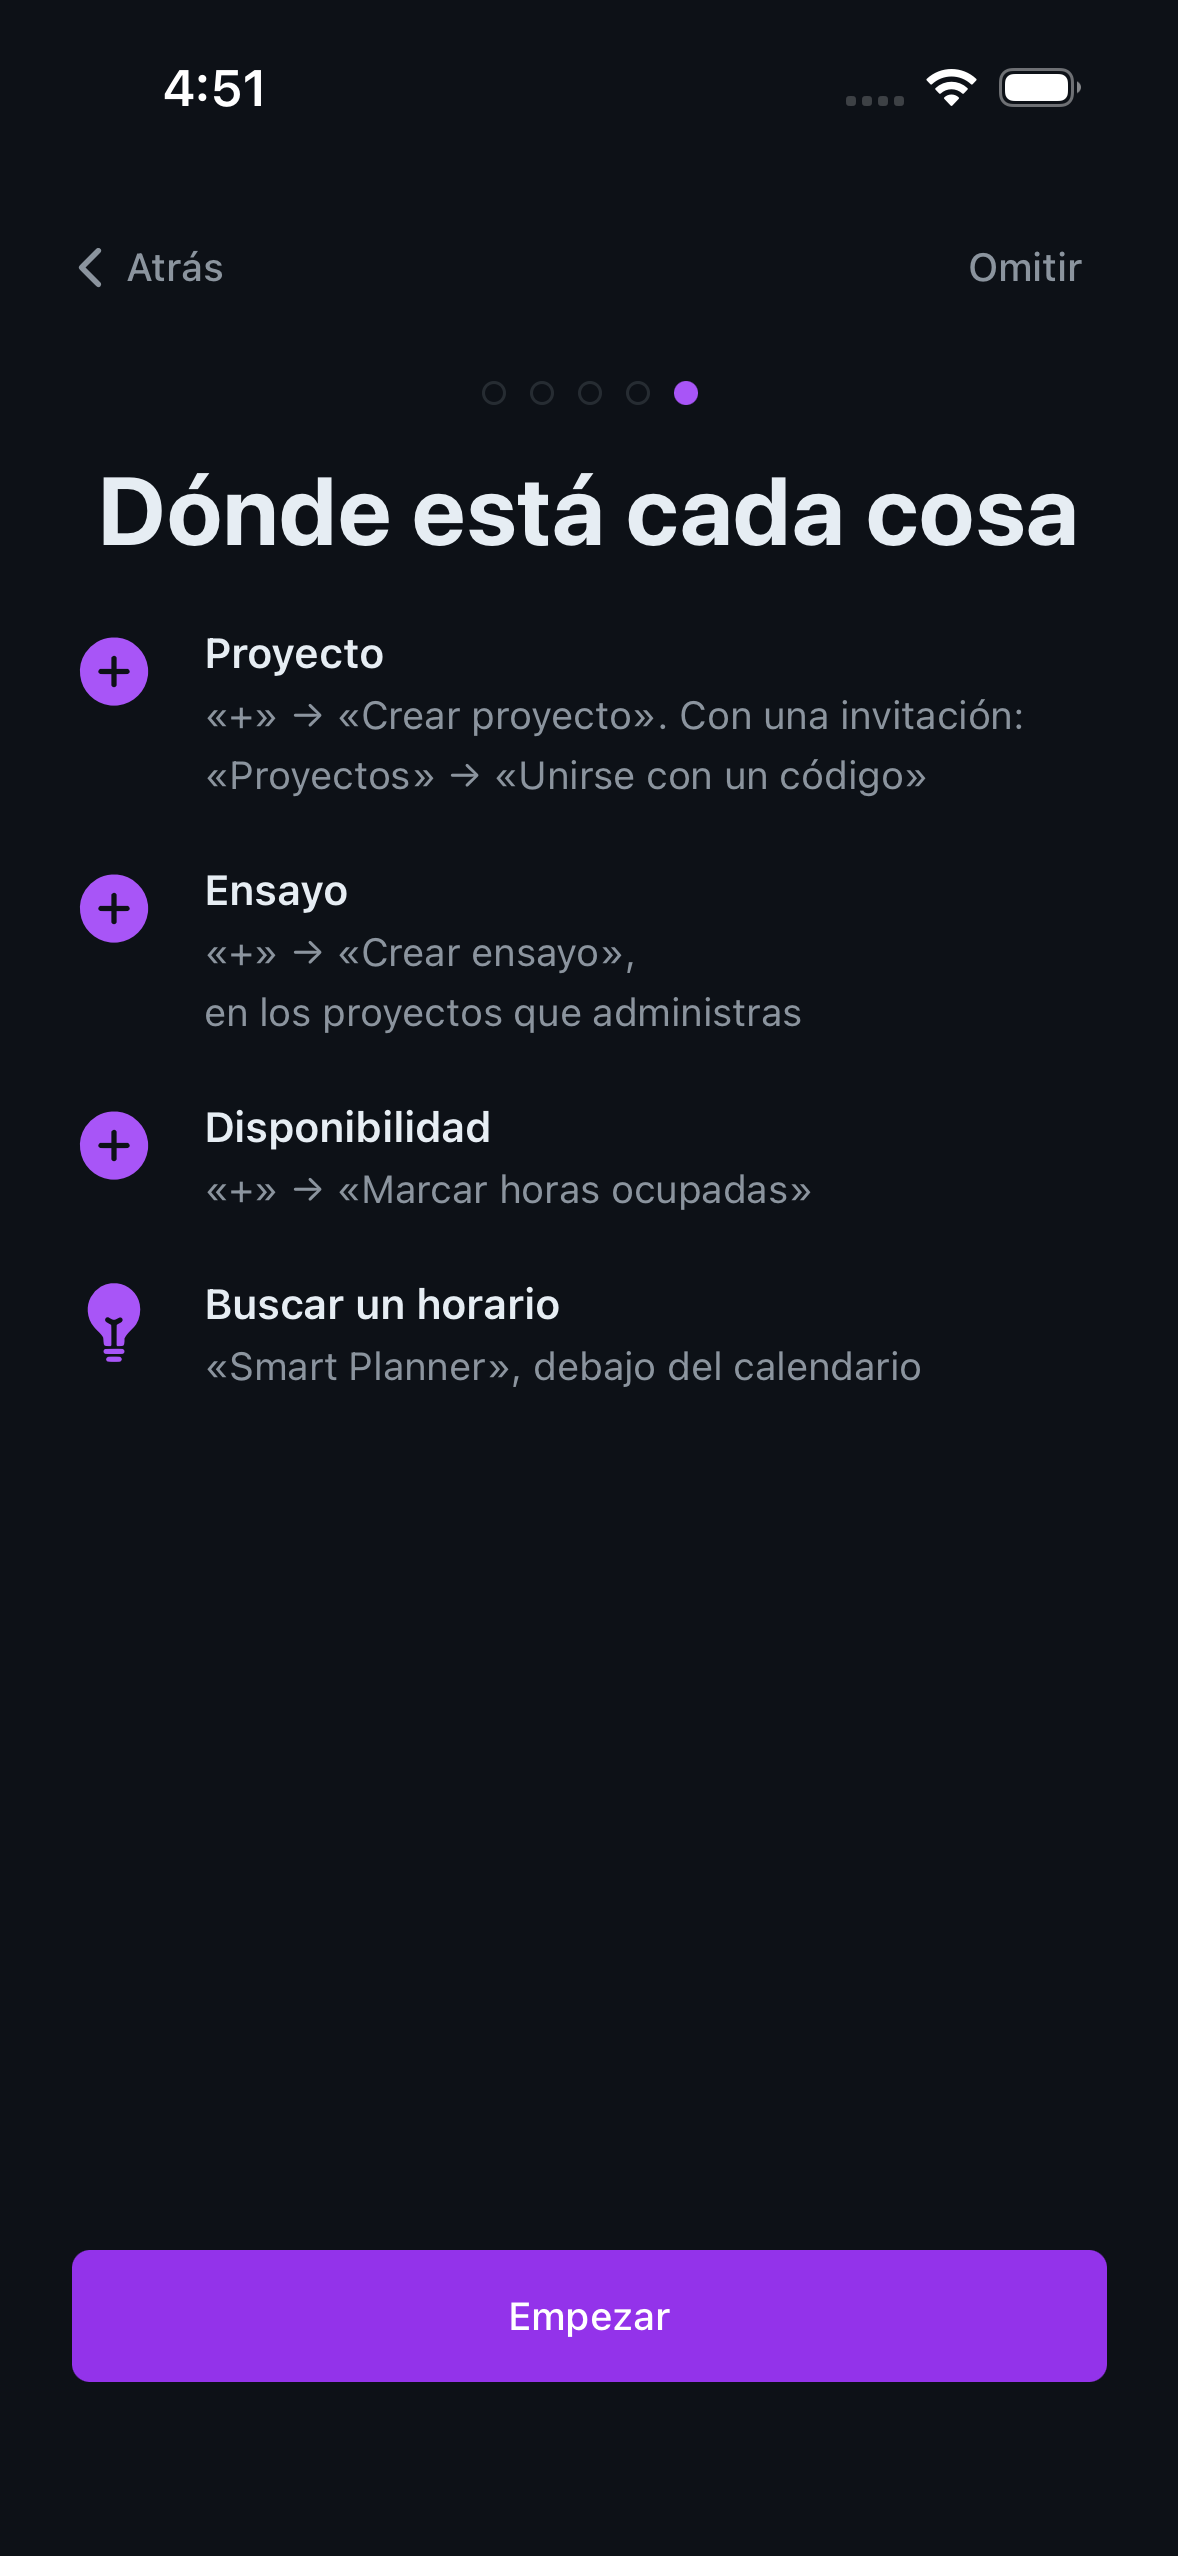 4:51
Atrás
Omitir
Dónde está cada cosa
Proyecto
«+» → «Crear proyecto». Con una invitación:
«Proyectos» → «Unirse con un código»
Ensayo
«+» → «Crear ensayo»,
en los proyectos que administras
Disponibilidad
«+» → «Marcar horas ocupadas»
Buscar un horario
«Smart Planner», debajo del calendario
Empezar